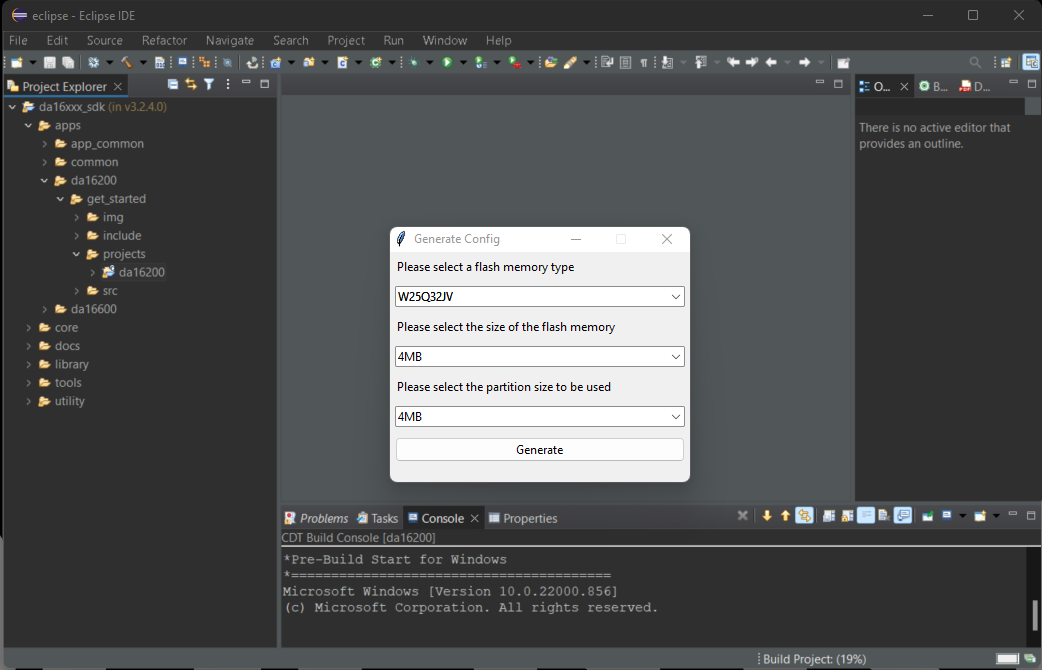 eclipse - Eclipse IDE
File Edit Source Refactor Navigate Search Project Run Window Help
Project Explorer
da16xxx_sdk (in v3.2.4.0)
apps
app_common
common
da16200
get_started
img
include
projects
da16200
src
da16600
core
docs
library
tools
utility
O...
B...
D...
There is no active editor that
provides an outline.
Generate Config
Please select a flash memory type
W25Q32JV
Please select the size of the flash memory
4MB
Please select the partition size to be used
4MB
Generate
Problems Tasks Console Properties
CDT Build Console [da16200]
*Pre-Build Start for Windows
*========================================
Microsoft Windows [Version 10.0.22000.856]
(c) Microsoft Corporation. All rights reserved.
Build Project: (19%)